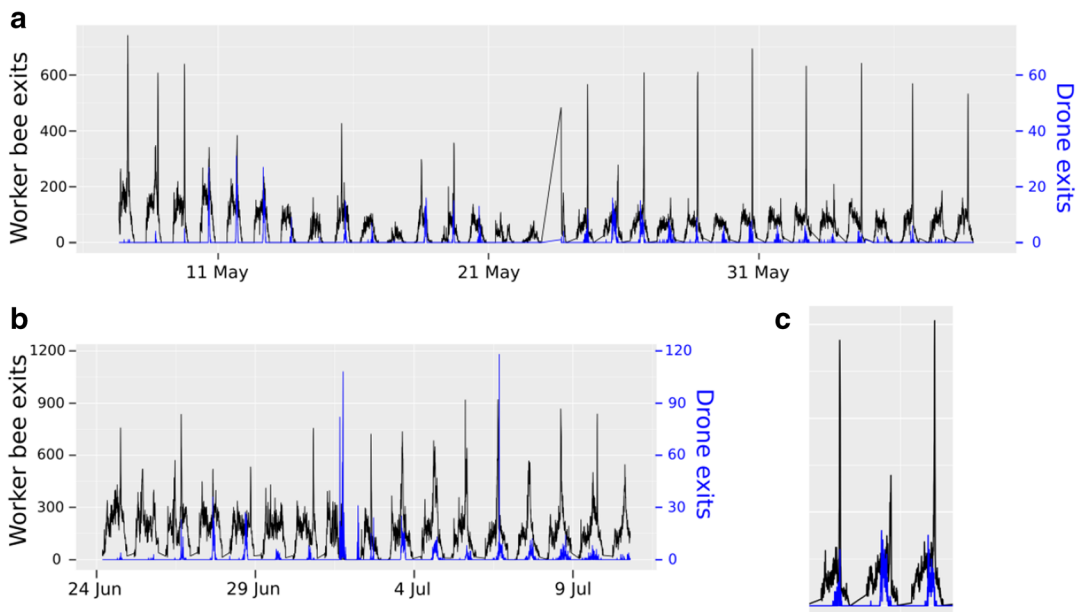 a
Worker bee exits
600
400
200
0
60
40
20
0
Drone exits
11 May
21 May
31 May
b
c
Worker bee exits
1200
900
600
300
0
120
90
60
30
0
Drone exits
24 Jun
29 Jun
4 Jul
9 Jul